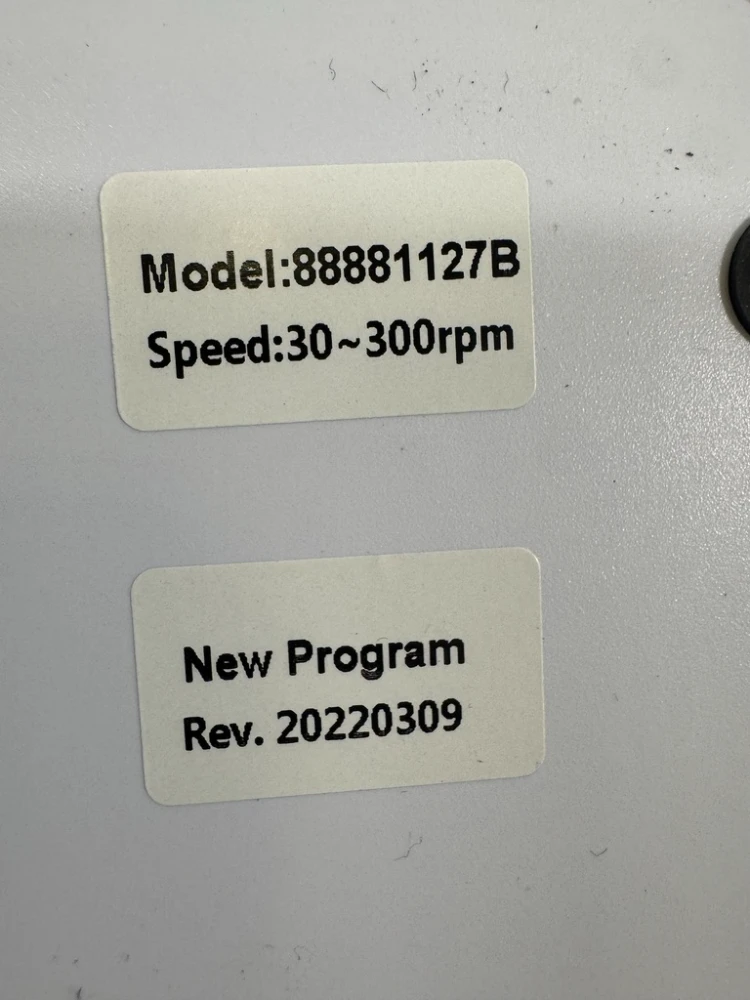 Model:88881127B
Speed:30~300rpm
New Program
Rev. 20220309